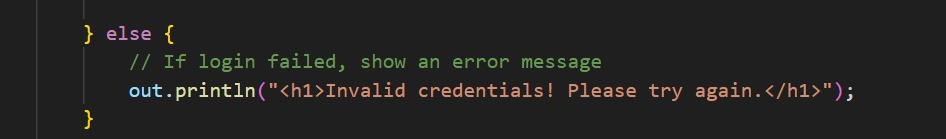 } else {
// If login failed, show an error message
out.println("<h1>Invalid credentials! Please try again.</h1>");
}